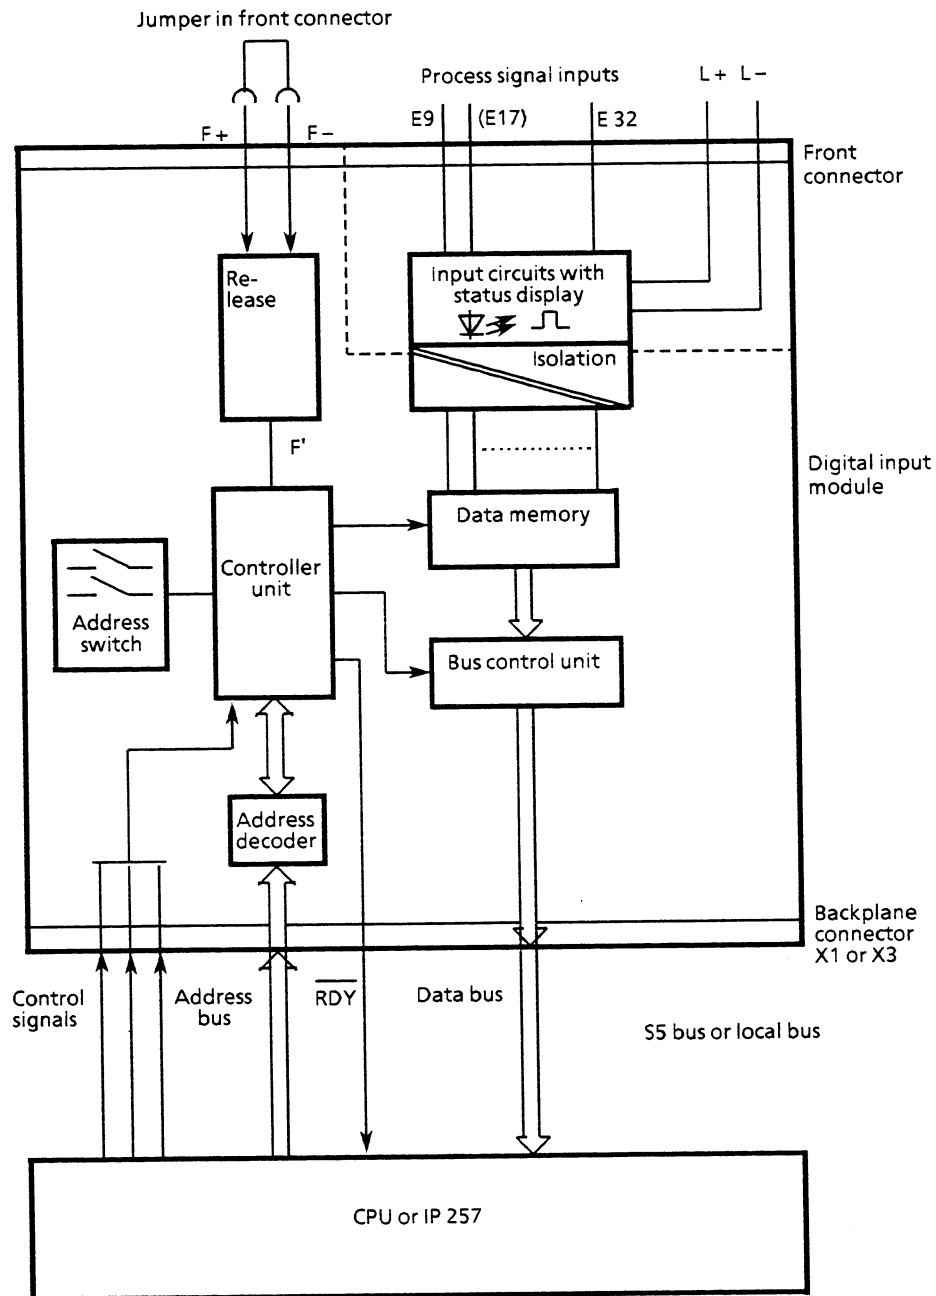 Jumper in front connector
Process signal inputs
L+ L-
E9
(E17)
E 32
F+
F-
Front
connector
Re-
lease
Input circuits with
status display
Isolation
F'
Digital input
module
Data memory
Controller
unit
Address
switch
Bus control unit
Address
decoder
Backplane
connector
X1 or X3
Control
signals
Address
bus
RDY
Data bus
S5 bus or local bus
CPU or IP 257